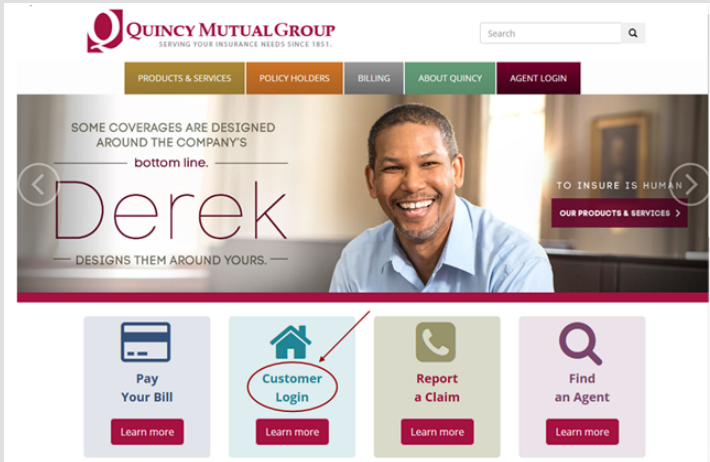 QUINCY MUTUAL GROUP
SERVING YOUR INSURANCE NEEDS SINCE 1851.
Search
PRODUCTS & SERVICES POLICY HOLDERS BILLING ABOUT QUINCY AGENT LOGIN
SOME COVERAGES ARE DESIGNED
AROUND THE COMPANY'S
bottom line.
Derek
DESIGNS THEM AROUND YOURS.
TO INSURE IS HUMAN
OUR PRODUCTS & SERVICES
Pay
Your Bill
Learn more
Customer
Login
Learn more
Report
a Claim
Learn more
Find
an Agent
Learn more